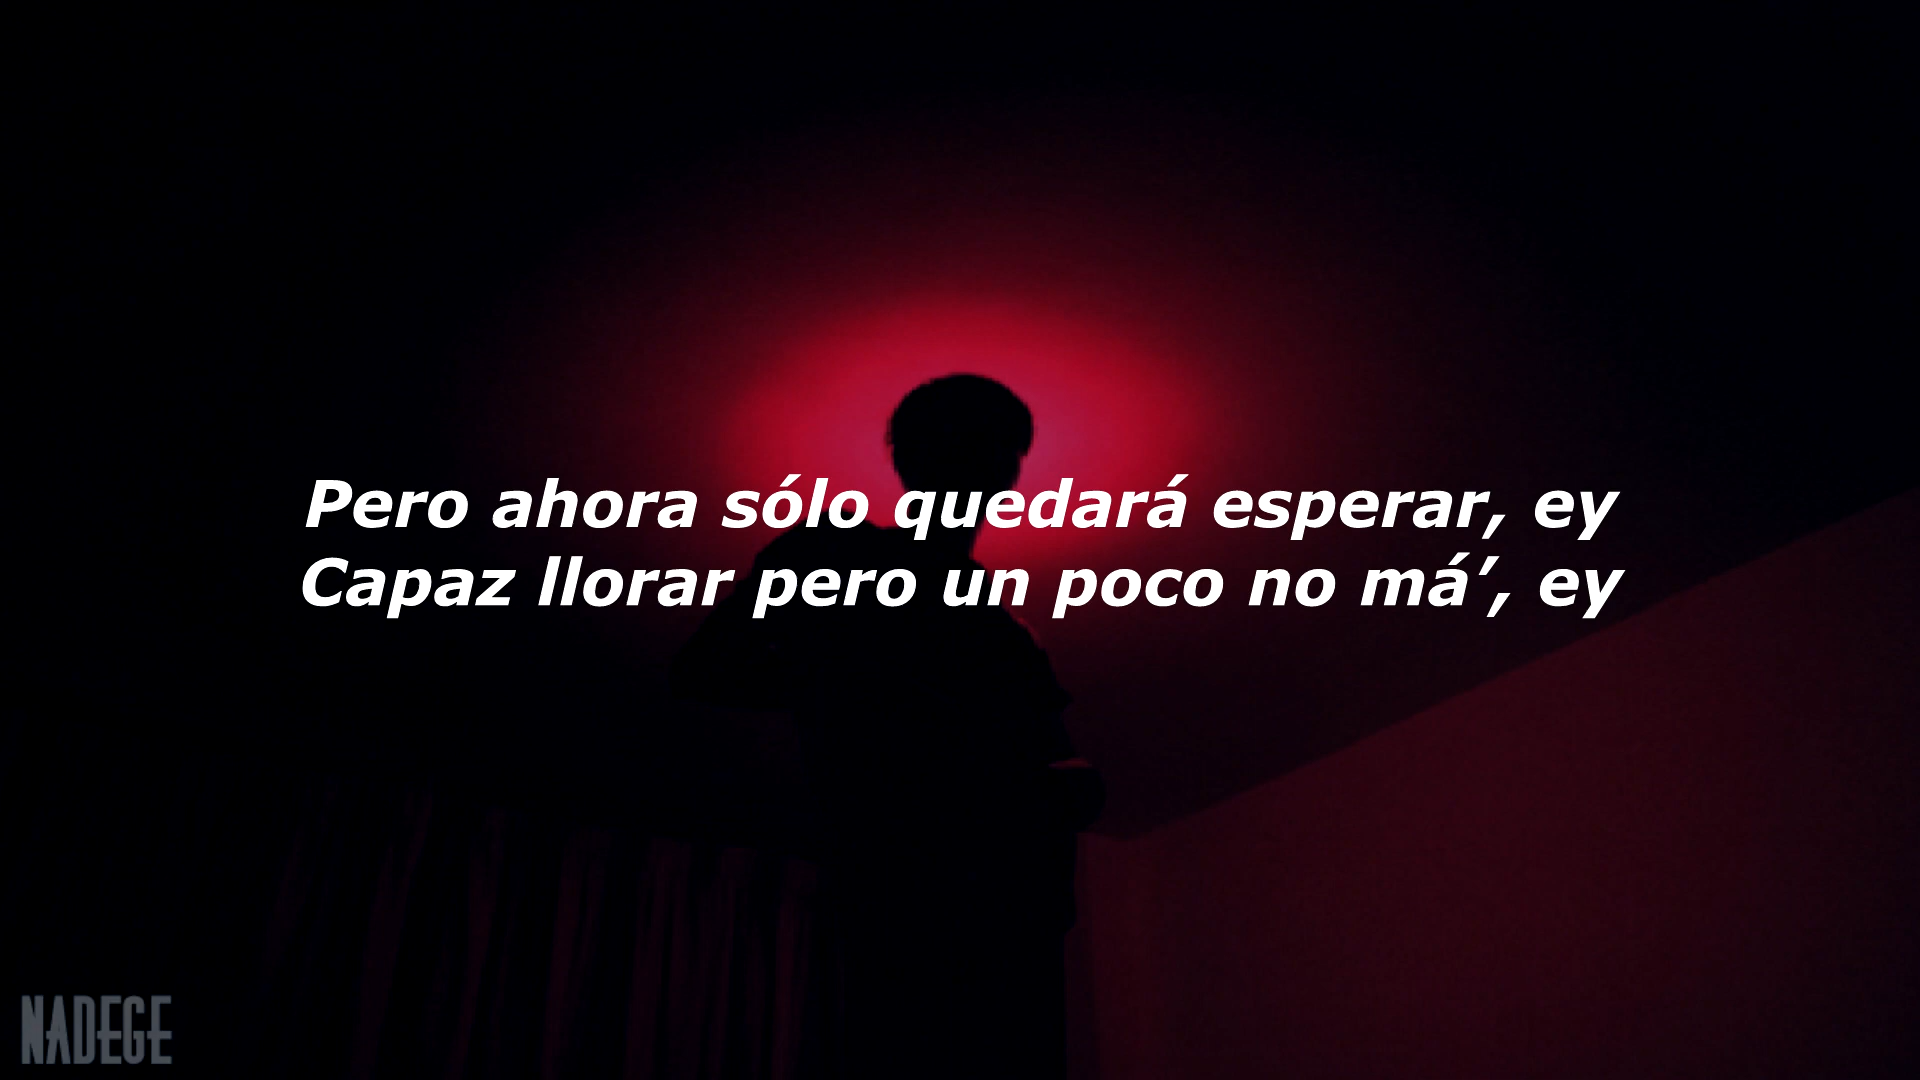 Pero ahora sólo quedará esperar, ey
Capaz llorar pero un poco no má’, ey
NADEGE